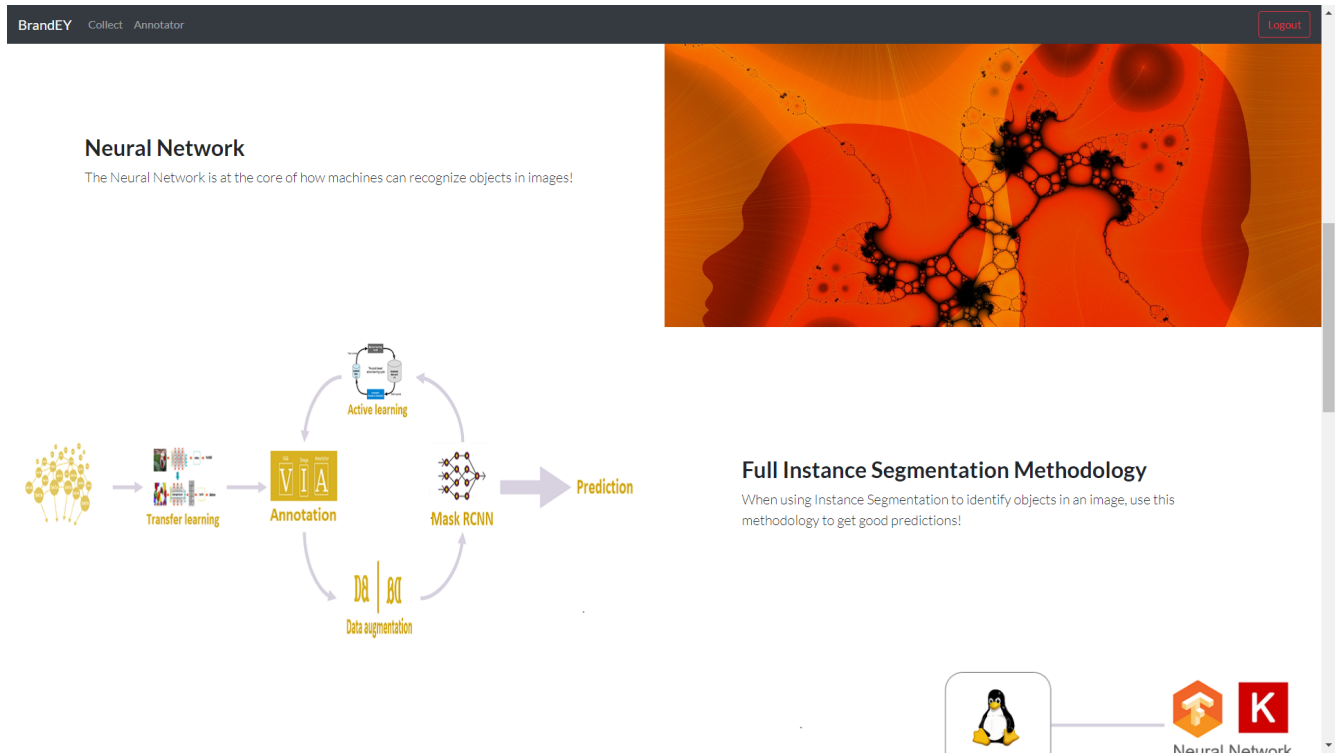 BrandEY Collect Annotator Logout
Neural Network
The Neural Network is at the core of how machines can recognize objects in images!
Active learning
Transfer learning
VIA
Annotation
Mask RCNN
Prediction
Data augmentation
Full Instance Segmentation Methodology
When using Instance Segmentation to identify objects in an image, use this
methodology to get good predictions!
K
Neural Network